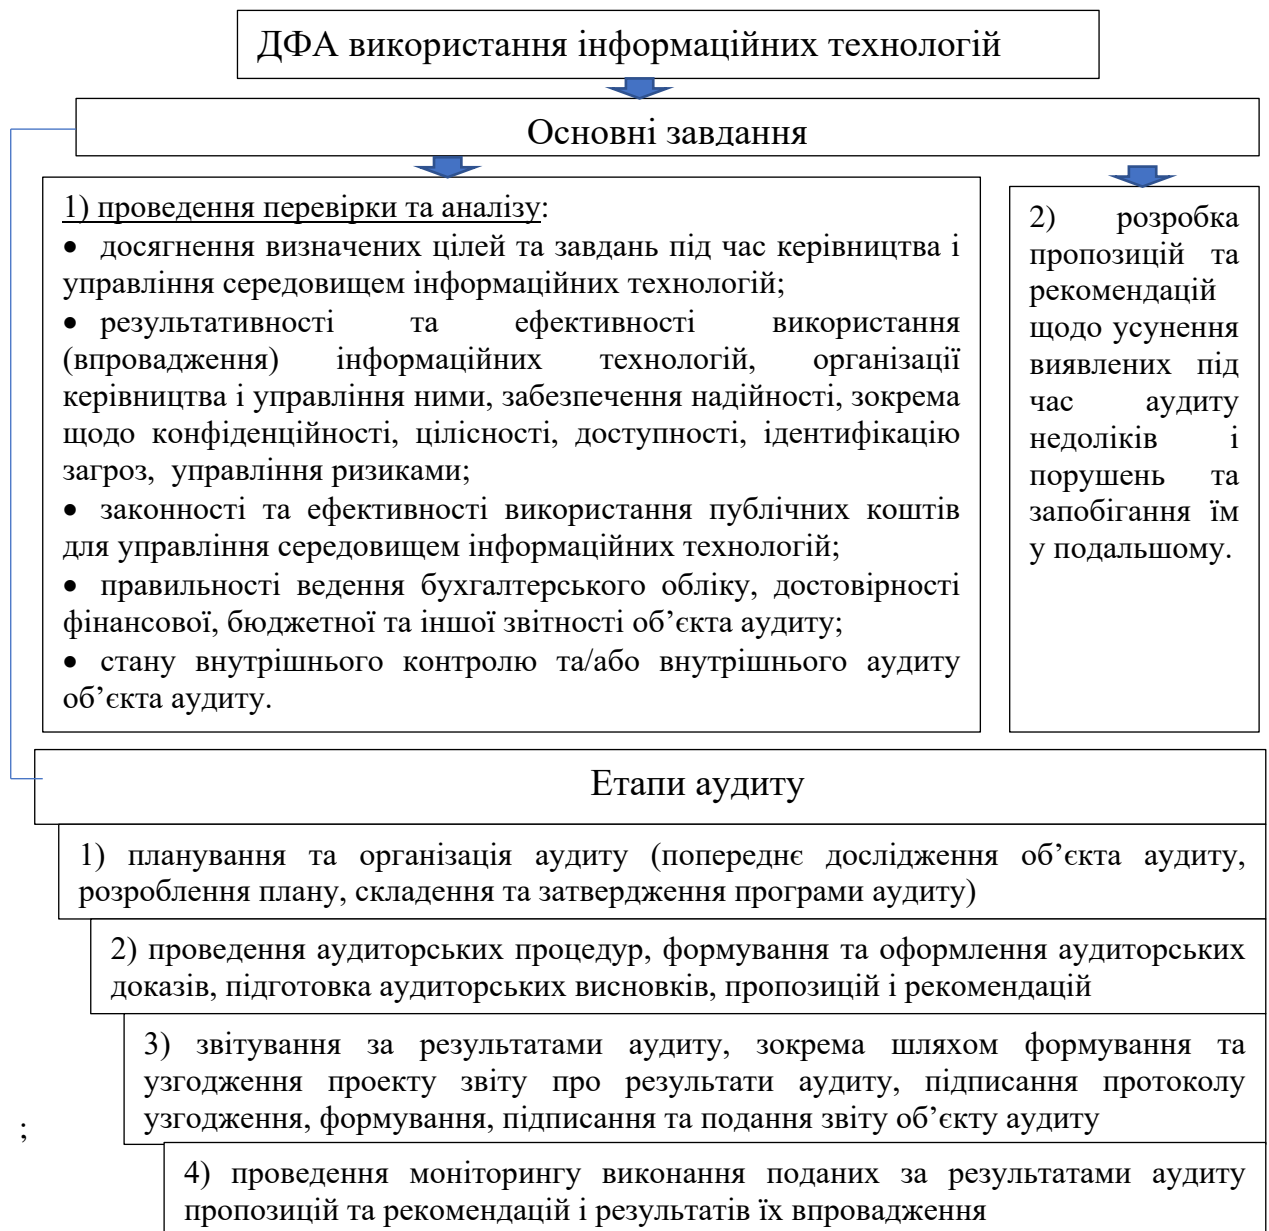 ДФА використання інформаційних технологій
Основні завдання
1) проведення перевірки та аналізу:
• досягнення визначених цілей та завдань під час керівництва і
управління середовищем інформаційних технологій;
• результативності та ефективності використання
(впровадження) інформаційних технологій, організації
керівництва і управління ними, забезпечення надійності, зокрема
щодо конфіденційності, цілісності, доступності, ідентифікацію
загроз, управління ризиками;
• законності та ефективності використання публічних коштів
для управління середовищем інформаційних технологій;
• правильності ведення бухгалтерського обліку, достовірності
фінансової, бюджетної та іншої звітності об’єкта аудиту;
• стану внутрішнього контролю та/або внутрішнього аудиту
об’єкта аудиту.
2) розробка
пропозицій та
рекомендацій
щодо усунення
виявлених під
час аудиту
недоліків і
порушень та
запобігання їм
у подальшому.
Етапи аудиту
1) планування та організація аудиту (попереднє дослідження об’єкта аудиту,
розроблення плану, складення та затвердження програми аудиту)
2) проведення аудиторських процедур, формування та оформлення аудиторських
доказів, підготовка аудиторських висновків, пропозицій і рекомендацій
3) звітування за результатами аудиту, зокрема шляхом формування та
узгодження проекту звіту про результати аудиту, підписання протоколу
узгодження, формування, підписання та подання звіту об’єкту аудиту
;
4) проведення моніторингу виконання поданих за результатами аудиту
пропозицій та рекомендацій і результатів їх впровадження